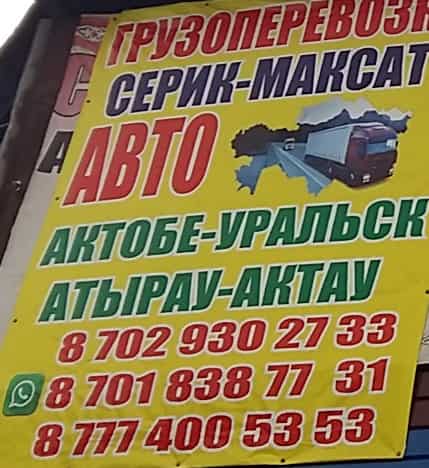 ГРУЗОПЕРЕВОЗК
СЕРИК-МАКСАТ
АВТО
АКТОБЕ-УРАЛЬСК
АТЫРАУ-АКТАУ
8 702 930 27 33
8 701 838 77 31
8 777 400 53 53